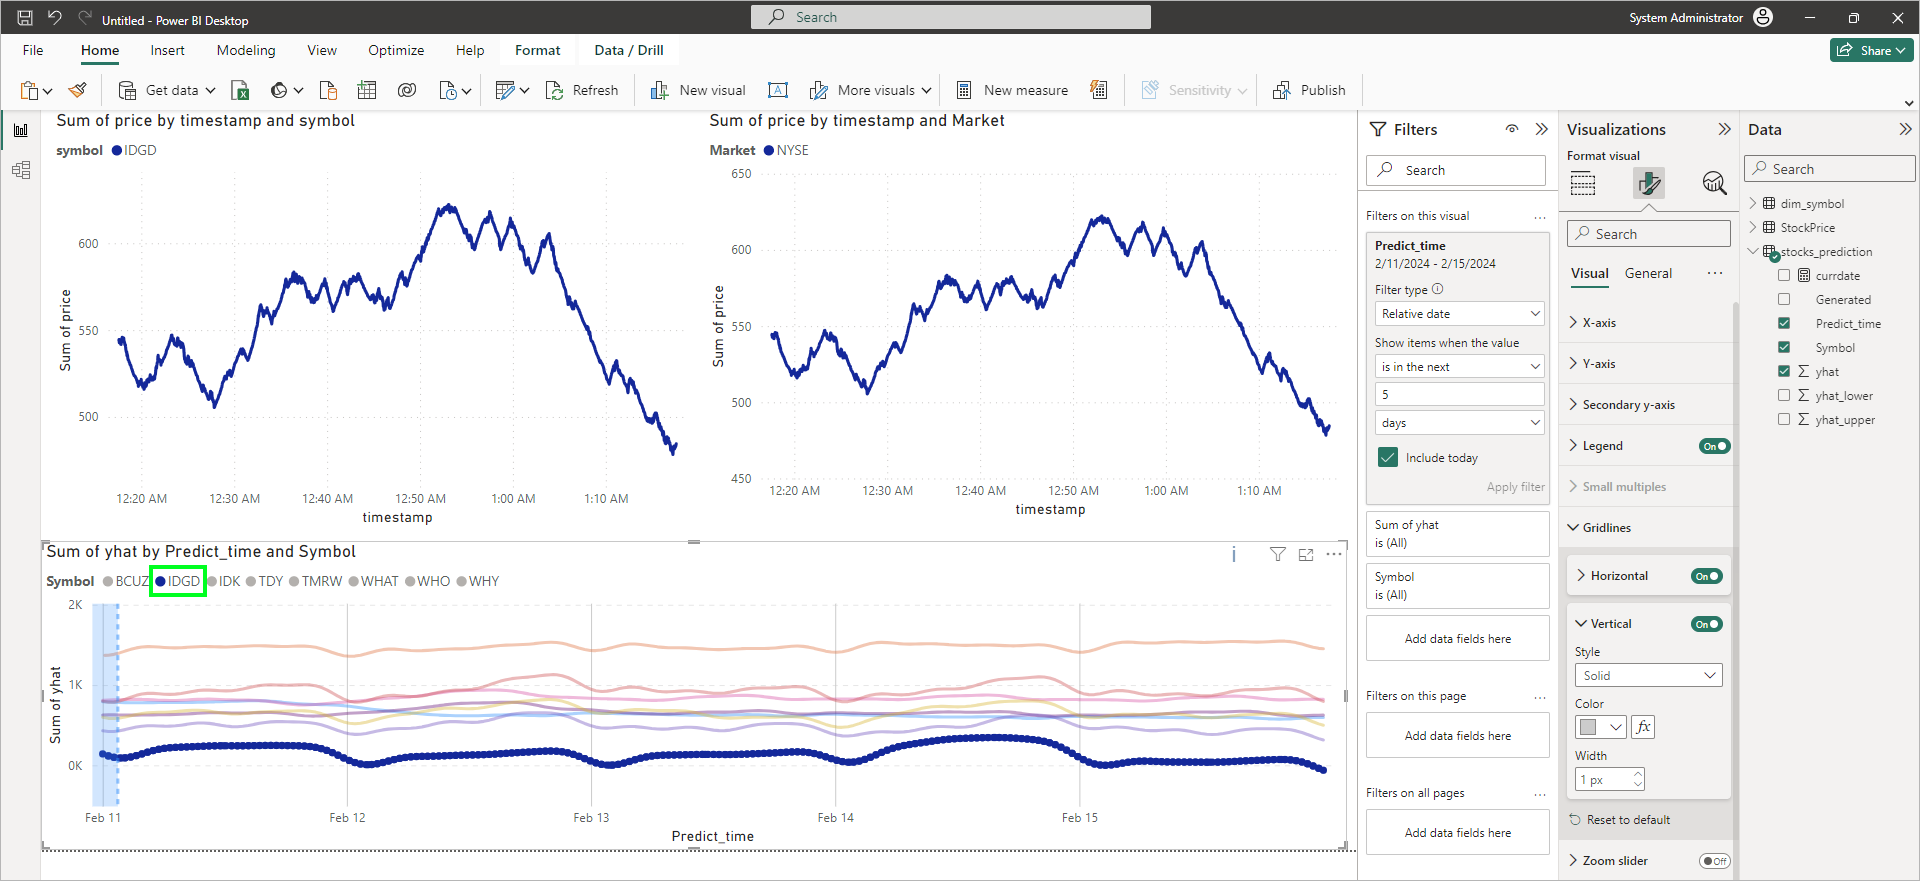 Untitled - Power BI Desktop
Search
System Administrator
File Home Insert Modeling View Optimize Help Format Data / Drill
Share
Get data
Refresh
New visual
More visuals
New measure
Sensitivity
Publish
Sum of price by timestamp and symbol
symbol IDGD
Sum of price
600
550
500
12:20 AM 12:30 AM 12:40 AM 12:50 AM 1:00 AM 1:10 AM
timestamp
Sum of price by timestamp and Market
Market NYSE
Sum of price
650
600
550
500
450
12:20 AM 12:30 AM 12:40 AM 12:50 AM 1:00 AM 1:10 AM
timestamp
Sum of yhat by Predict_time and Symbol
Symbol BCUZ IDGD IDK TDY TMRW WHAT WHO WHY
Sum of yhat
2K
1K
0K
Feb 11 Feb 12 Feb 13 Feb 14 Feb 15
Predict_time
Filters
Search
Filters on this visual ...
Predict_time
2/11/2024 - 2/15/2024
Filter type
Relative date
Show items when the value
is in the next
5
days
Include today
Apply filter
Sum of yhat
is (All)
Symbol
is (All)
Add data fields here
Filters on this page ...
Add data fields here
Filters on all pages ...
Add data fields here
Visualizations
Format visual
Search
Visual General ...
X-axis
Y-axis
Secondary y-axis
Legend On
Small multiples
Gridlines
Horizontal On
Vertical On
Style
Solid
Color
fx
Width
1 px
Reset to default
Zoom slider Off
Data
Search
dim_symbol
StockPrice
stocks_prediction
currdate
Generated
Predict_time
Symbol
Σ yhat
Σ yhat_lower
Σ yhat_upper